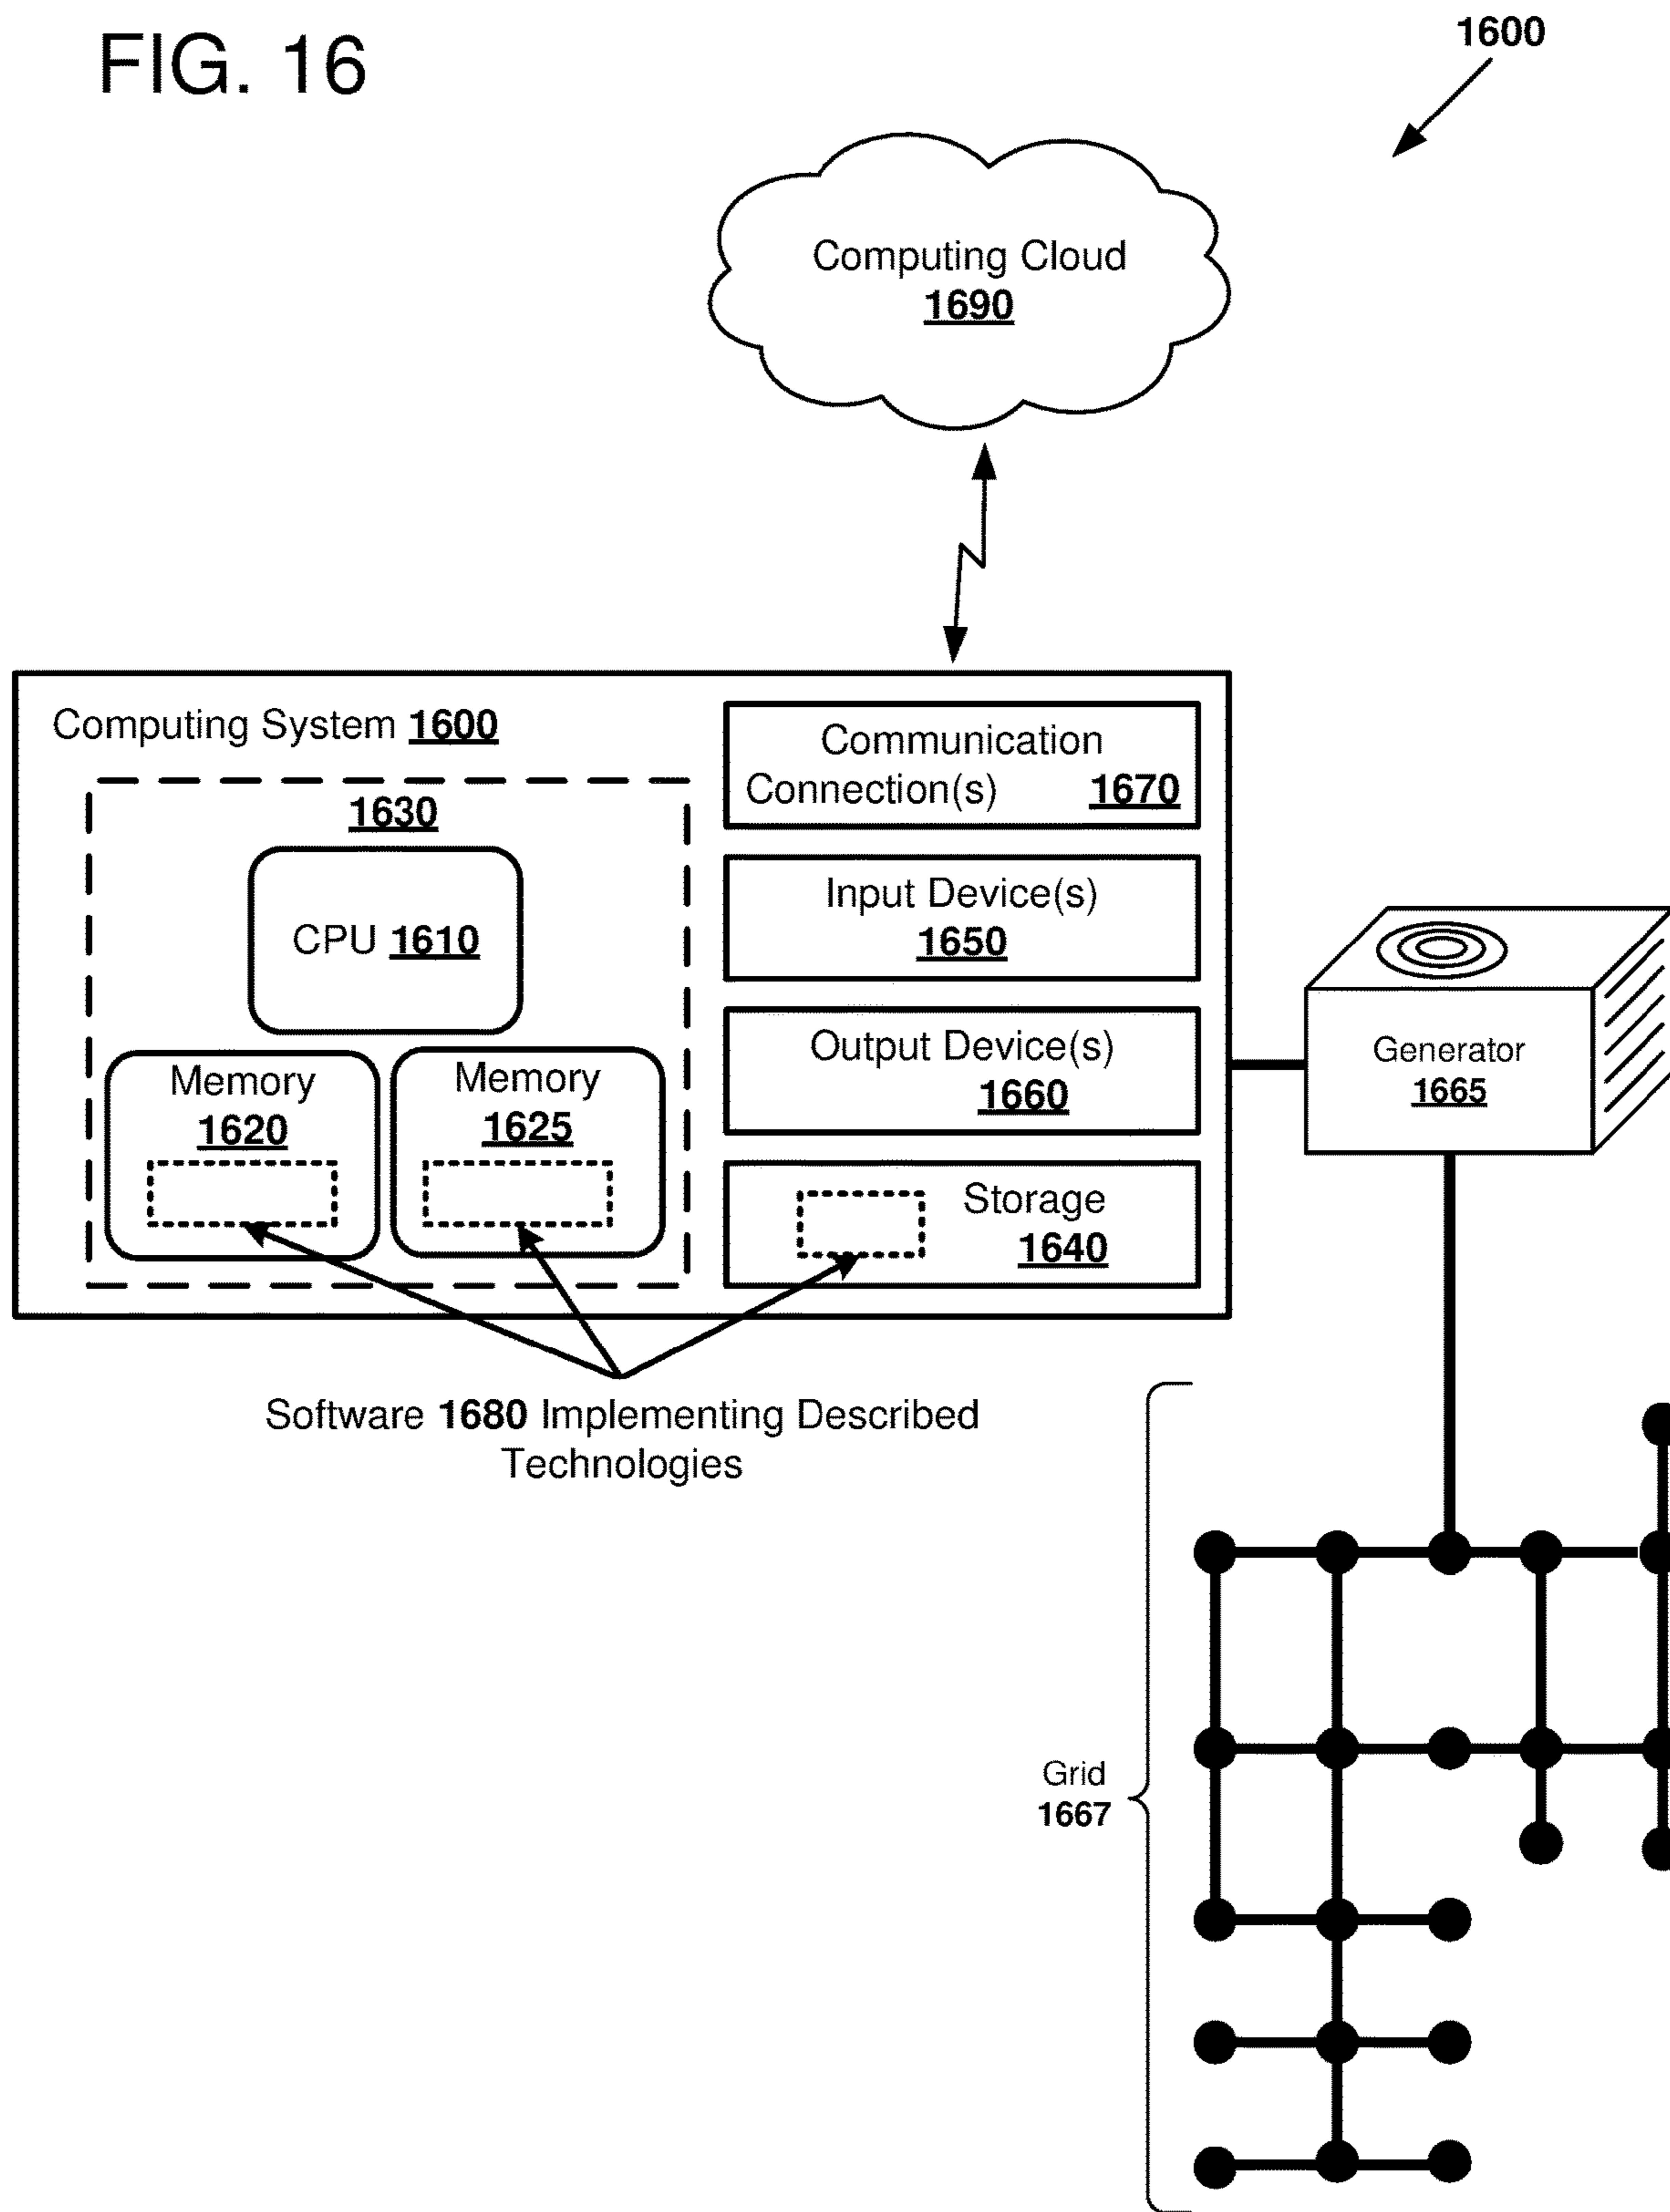 FIG. 16
1600
Computing Cloud
1690
Computing System 1600
1630
CPU 1610
Memory
1620
Memory
1625
Communication
Connection(s) 1670
Input Device(s)
1650
Output Device(s)
1660
Storage
1640
Generator
1665
Software 1680 Implementing Described
Technologies
Grid
1667